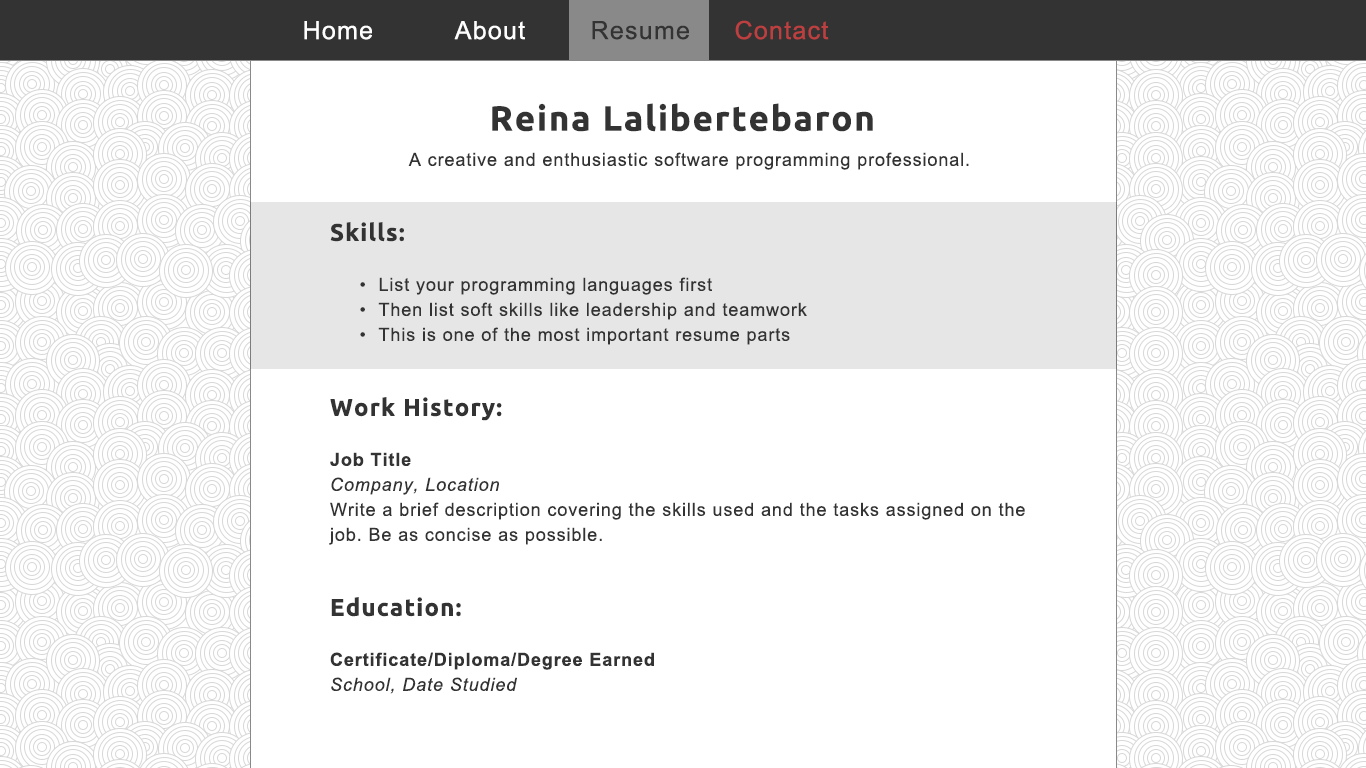 Home About Resume Contact
Reina Lalibertebaron
A creative and enthusiastic software programming professional.
Skills:
• List your programming languages first
• Then list soft skills like leadership and teamwork
• This is one of the most important resume parts
Work History:
Job Title
Company, Location
Write a brief description covering the skills used and the tasks assigned on the
job. Be as concise as possible.
Education:
Certificate/Diploma/Degree Earned
School, Date Studied